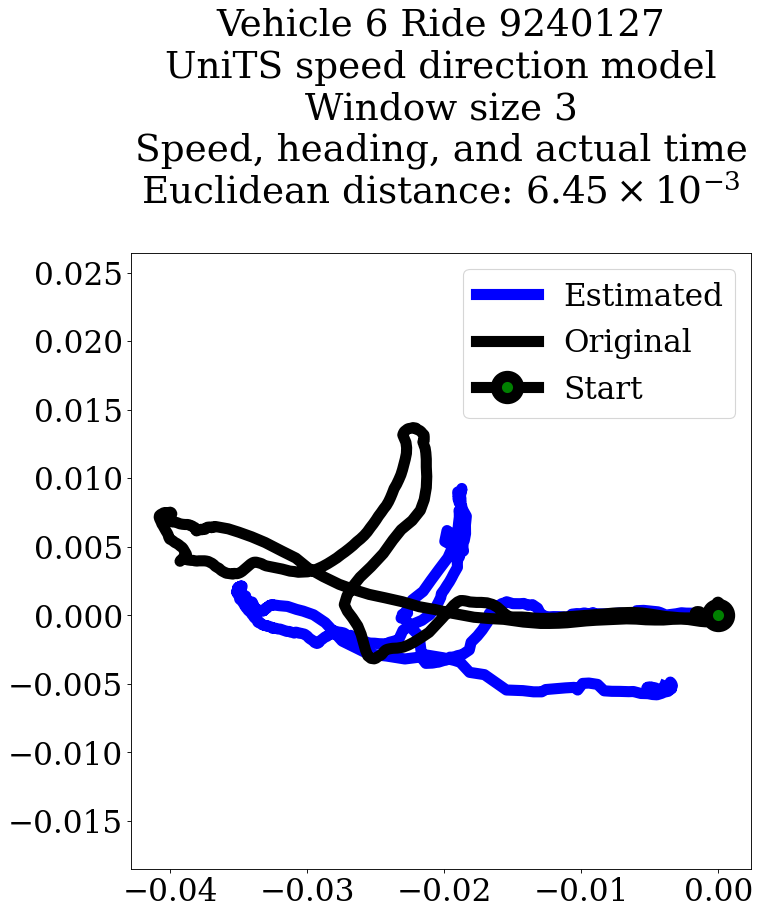 Vehicle 6 Ride 9240127
UniTS speed direction model
Window size 3
Speed, heading, and actual time
Euclidean distance: 6.45 × 10⁻³
Estimated
Original
Start
0.025
0.020
0.015
0.010
0.005
0.000
−0.005
−0.010
−0.015
−0.04 −0.03 −0.02 −0.01 0.00